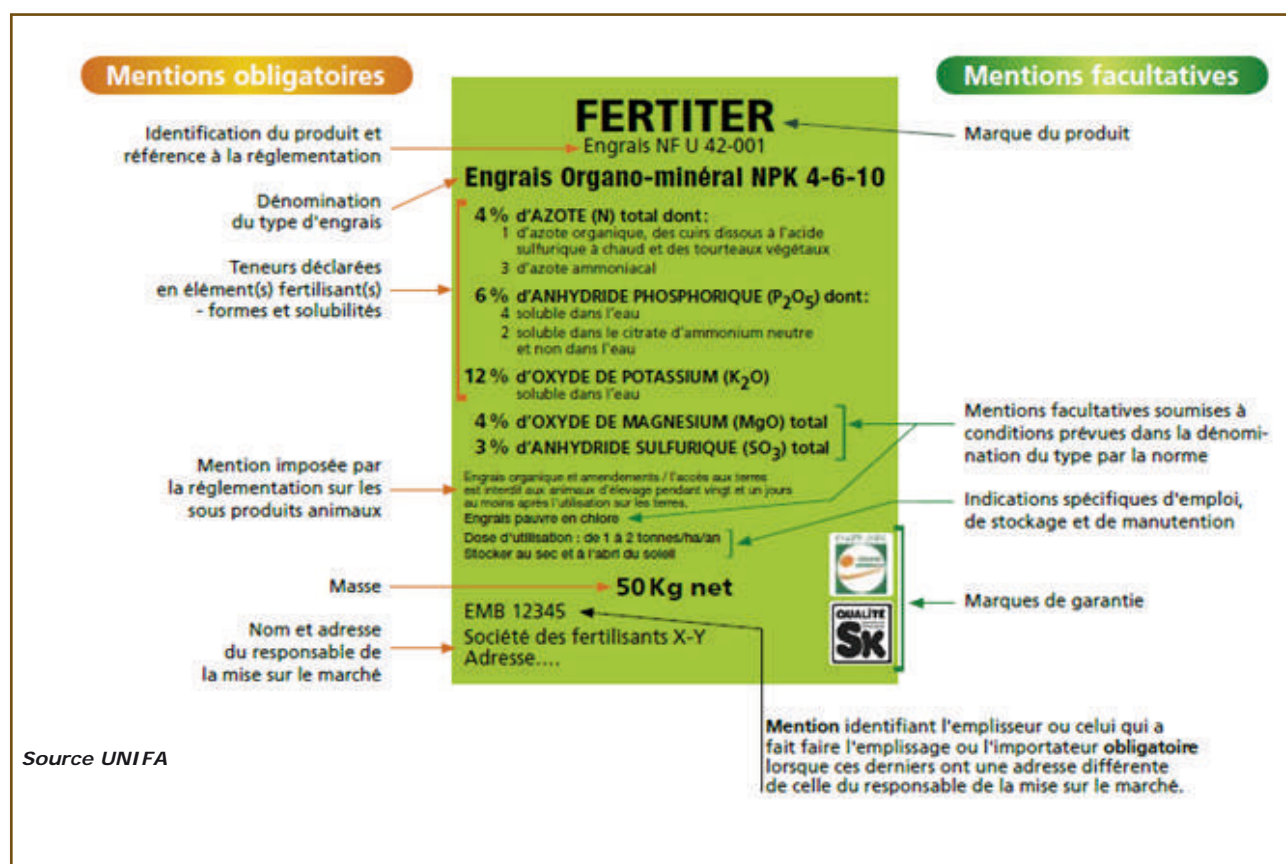 Mentions obligatoires
Mentions facultatives
FERTITER
Engrais NF U 42-001
Engrais Organo-minéral NPK 4-6-10
4 % d'AZOTE (N) total dont :
1 d'azote organique, des cuirs dissous à l'acide
sulfurique à chaud et des tourteaux végétaux
3 d'azote ammoniacal
6 % d'ANHYDRIDE PHOSPHORIQUE (P2O5) dont :
4 soluble dans l'eau
2 soluble dans le citrate d'ammonium neutre
et non dans l'eau
12 % d'OXYDE DE POTASSIUM (K2O)
soluble dans l'eau
4 % d'OXYDE DE MAGNESIUM (MgO) total
3 % d'ANHYDRIDE SULFURIQUE (SO3) total
Engrais organique et amendements / l'accès aux terres
est interdit aux animaux d'élevage pendant vingt et un jours
au moins après l'utilisation sur les terres.
Engrais pauvre en chlore
Dose d'utilisation : de 1 à 2 tonnes/ha/an
Stocker au sec et à l'abri du soleil
50 Kg net
EMB 12345
Société des fertilisants X-Y
Adresse....
QUALITÉ
SK
Identification du produit et
référence à la réglementation
Dénomination
du type d'engrais
Teneurs déclarées
en élément(s) fertilisant(s)
- formes et solubilités
Mention imposée par
la réglementation sur les
sous produits animaux
Masse
Nom et adresse
du responsable de
la mise sur le marché
Marque du produit
Mentions facultatives soumises à
conditions prévues dans la dénomi-
nation du type par la norme
Indications spécifiques d'emploi,
de stockage et de manutention
Marques de garantie
Mention identifiant l'emplisseur ou celui qui a
fait faire l'emplissage ou l'importateur obligatoire
lorsque ces derniers ont une adresse différente
de celle du responsable de la mise sur le marché.
Source UNIFA